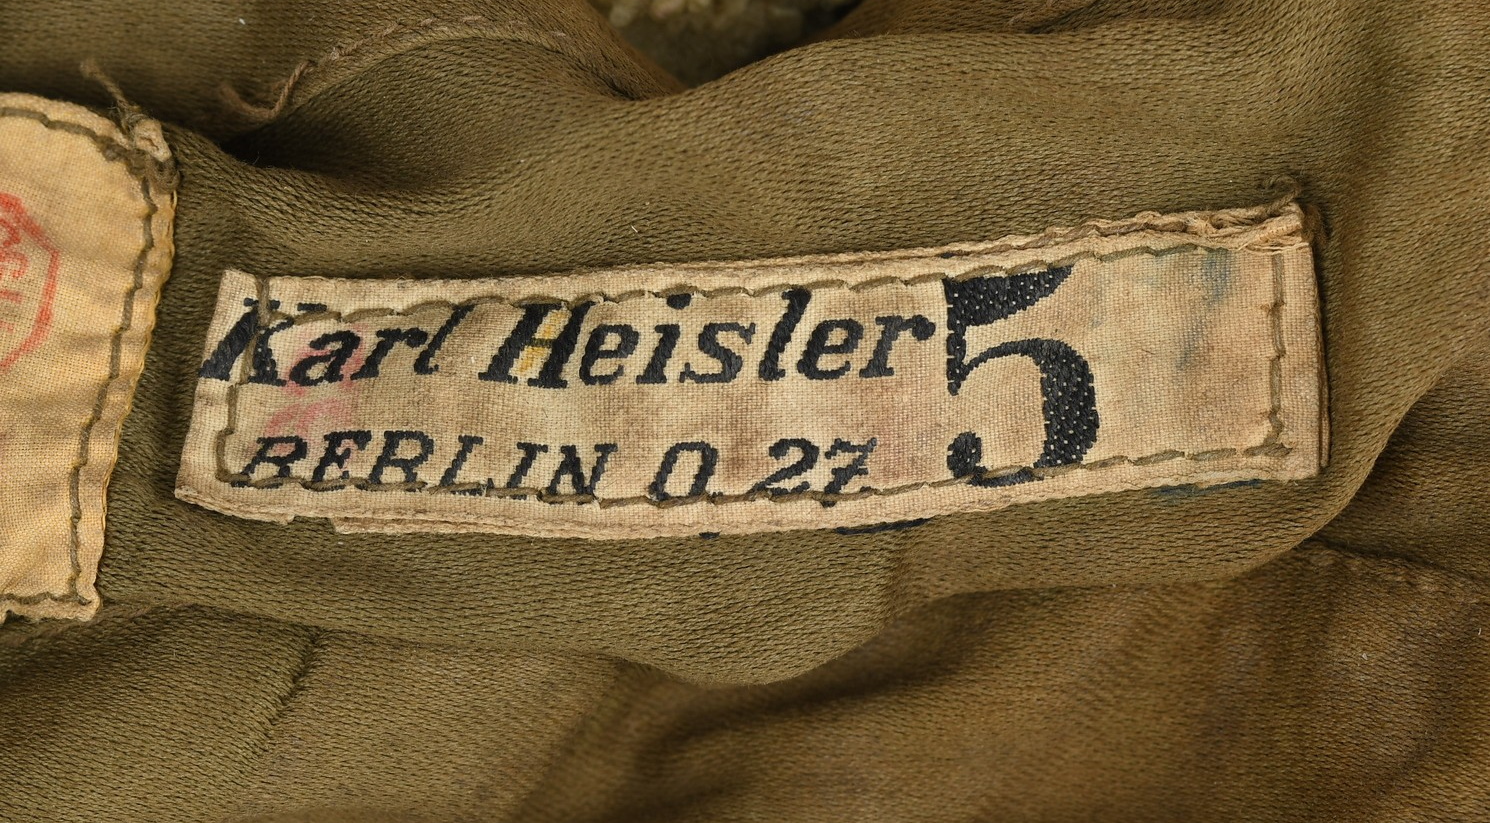 Karl Heisler 5
BERLIN O. 27